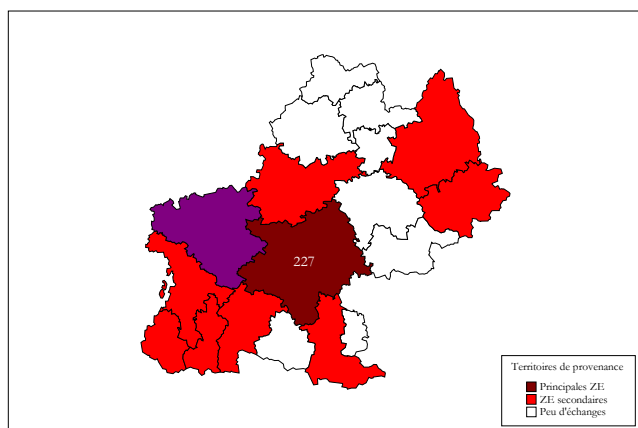 227
Territoires de provenance
Principales ZE
ZE secondaires
Peu d'échanges